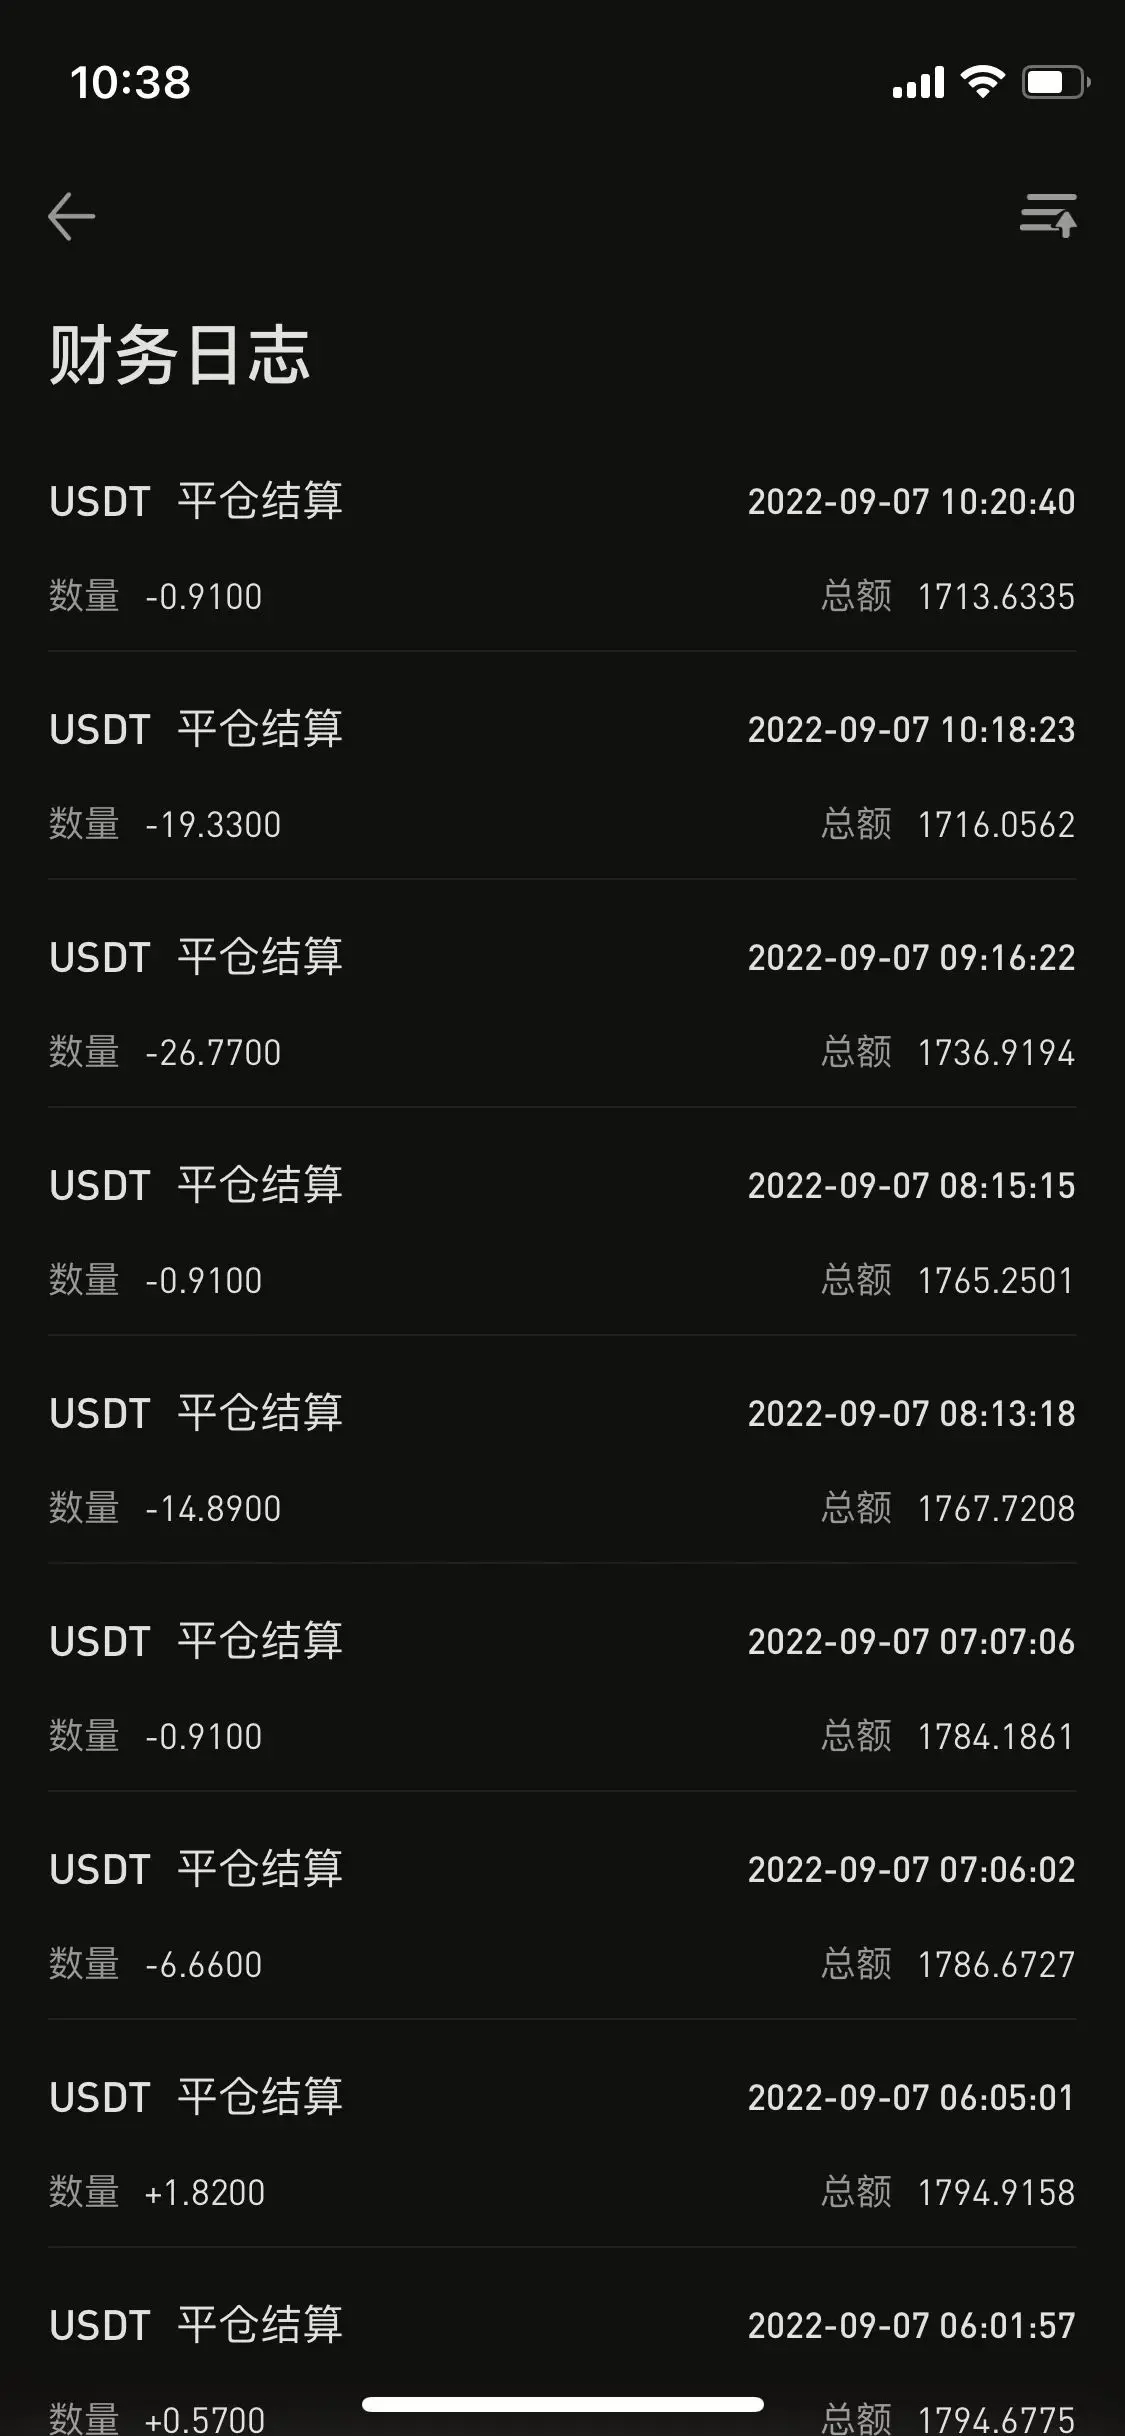 10:38
财务日志
USDT 平仓结算 2022-09-07 10:20:40
数量 -0.9100 总额 1713.6335
USDT 平仓结算 2022-09-07 10:18:23
数量 -19.3300 总额 1716.0562
USDT 平仓结算 2022-09-07 09:16:22
数量 -26.7700 总额 1736.9194
USDT 平仓结算 2022-09-07 08:15:15
数量 -0.9100 总额 1765.2501
USDT 平仓结算 2022-09-07 08:13:18
数量 -14.8900 总额 1767.7208
USDT 平仓结算 2022-09-07 07:07:06
数量 -0.9100 总额 1784.1861
USDT 平仓结算 2022-09-07 07:06:02
数量 -6.6600 总额 1786.6727
USDT 平仓结算 2022-09-07 06:05:01
数量 +1.8200 总额 1794.9158
USDT 平仓结算 2022-09-07 06:01:57
数量 +0.5700 总额 1794.6775